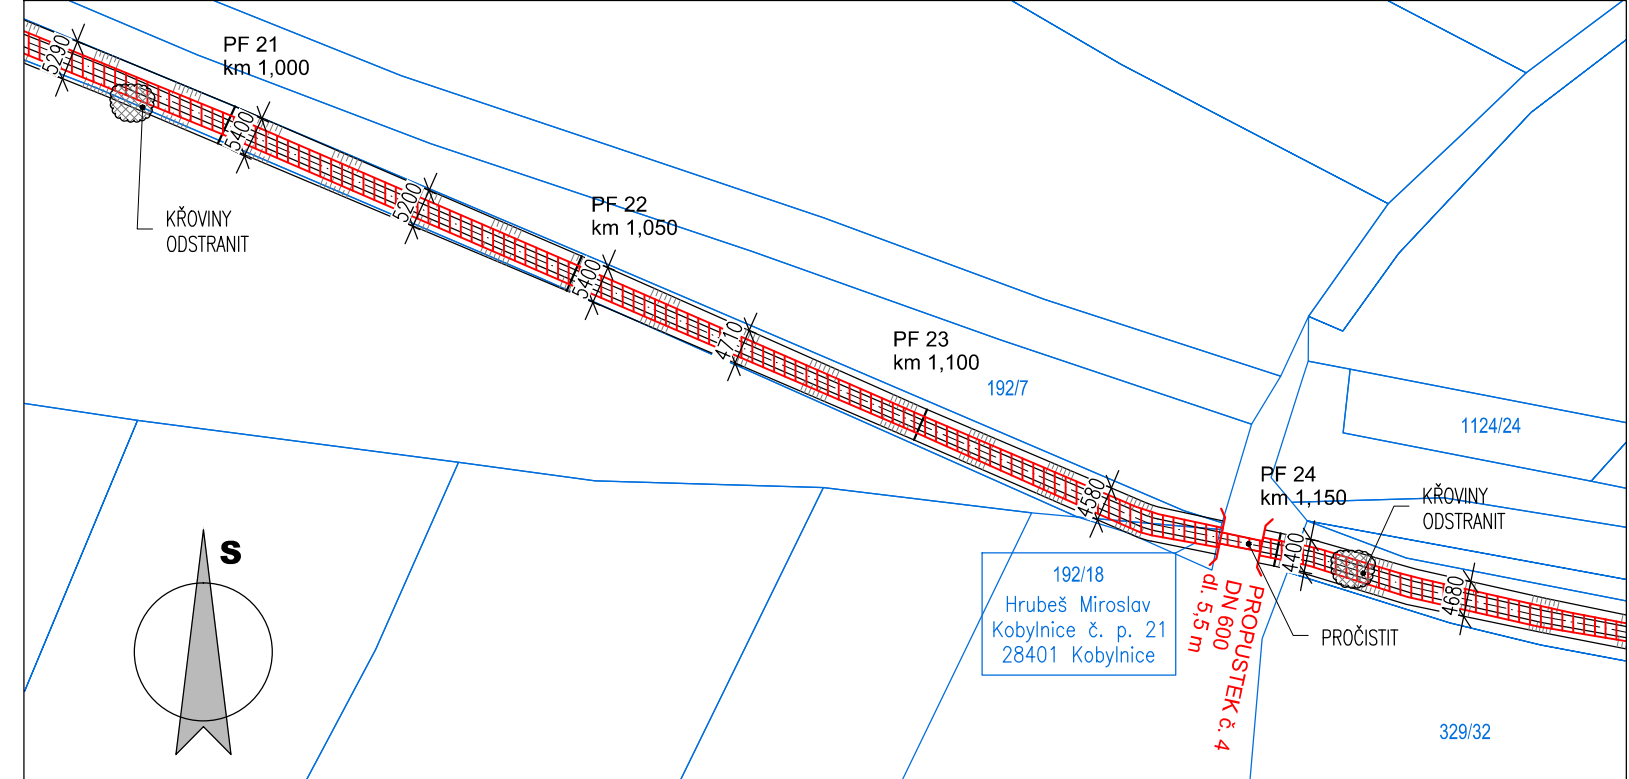 PF 21
km 1,000
5290
5400
KŘOVINY
ODSTRANIT
5200
PF 22
km 1,050
5400
4710
PF 23
km 1,100
192/7
1124/24
4580
PF 24
km 1,150
KŘOVINY
ODSTRANIT
4400
4680
S
192/18
Hrubeš Miroslav
Kobylnice č. p. 21
28401 Kobylnice
PROPUSTEK č. 4
DN 600
dl. 5,5 m
PROČISTIT
329/32